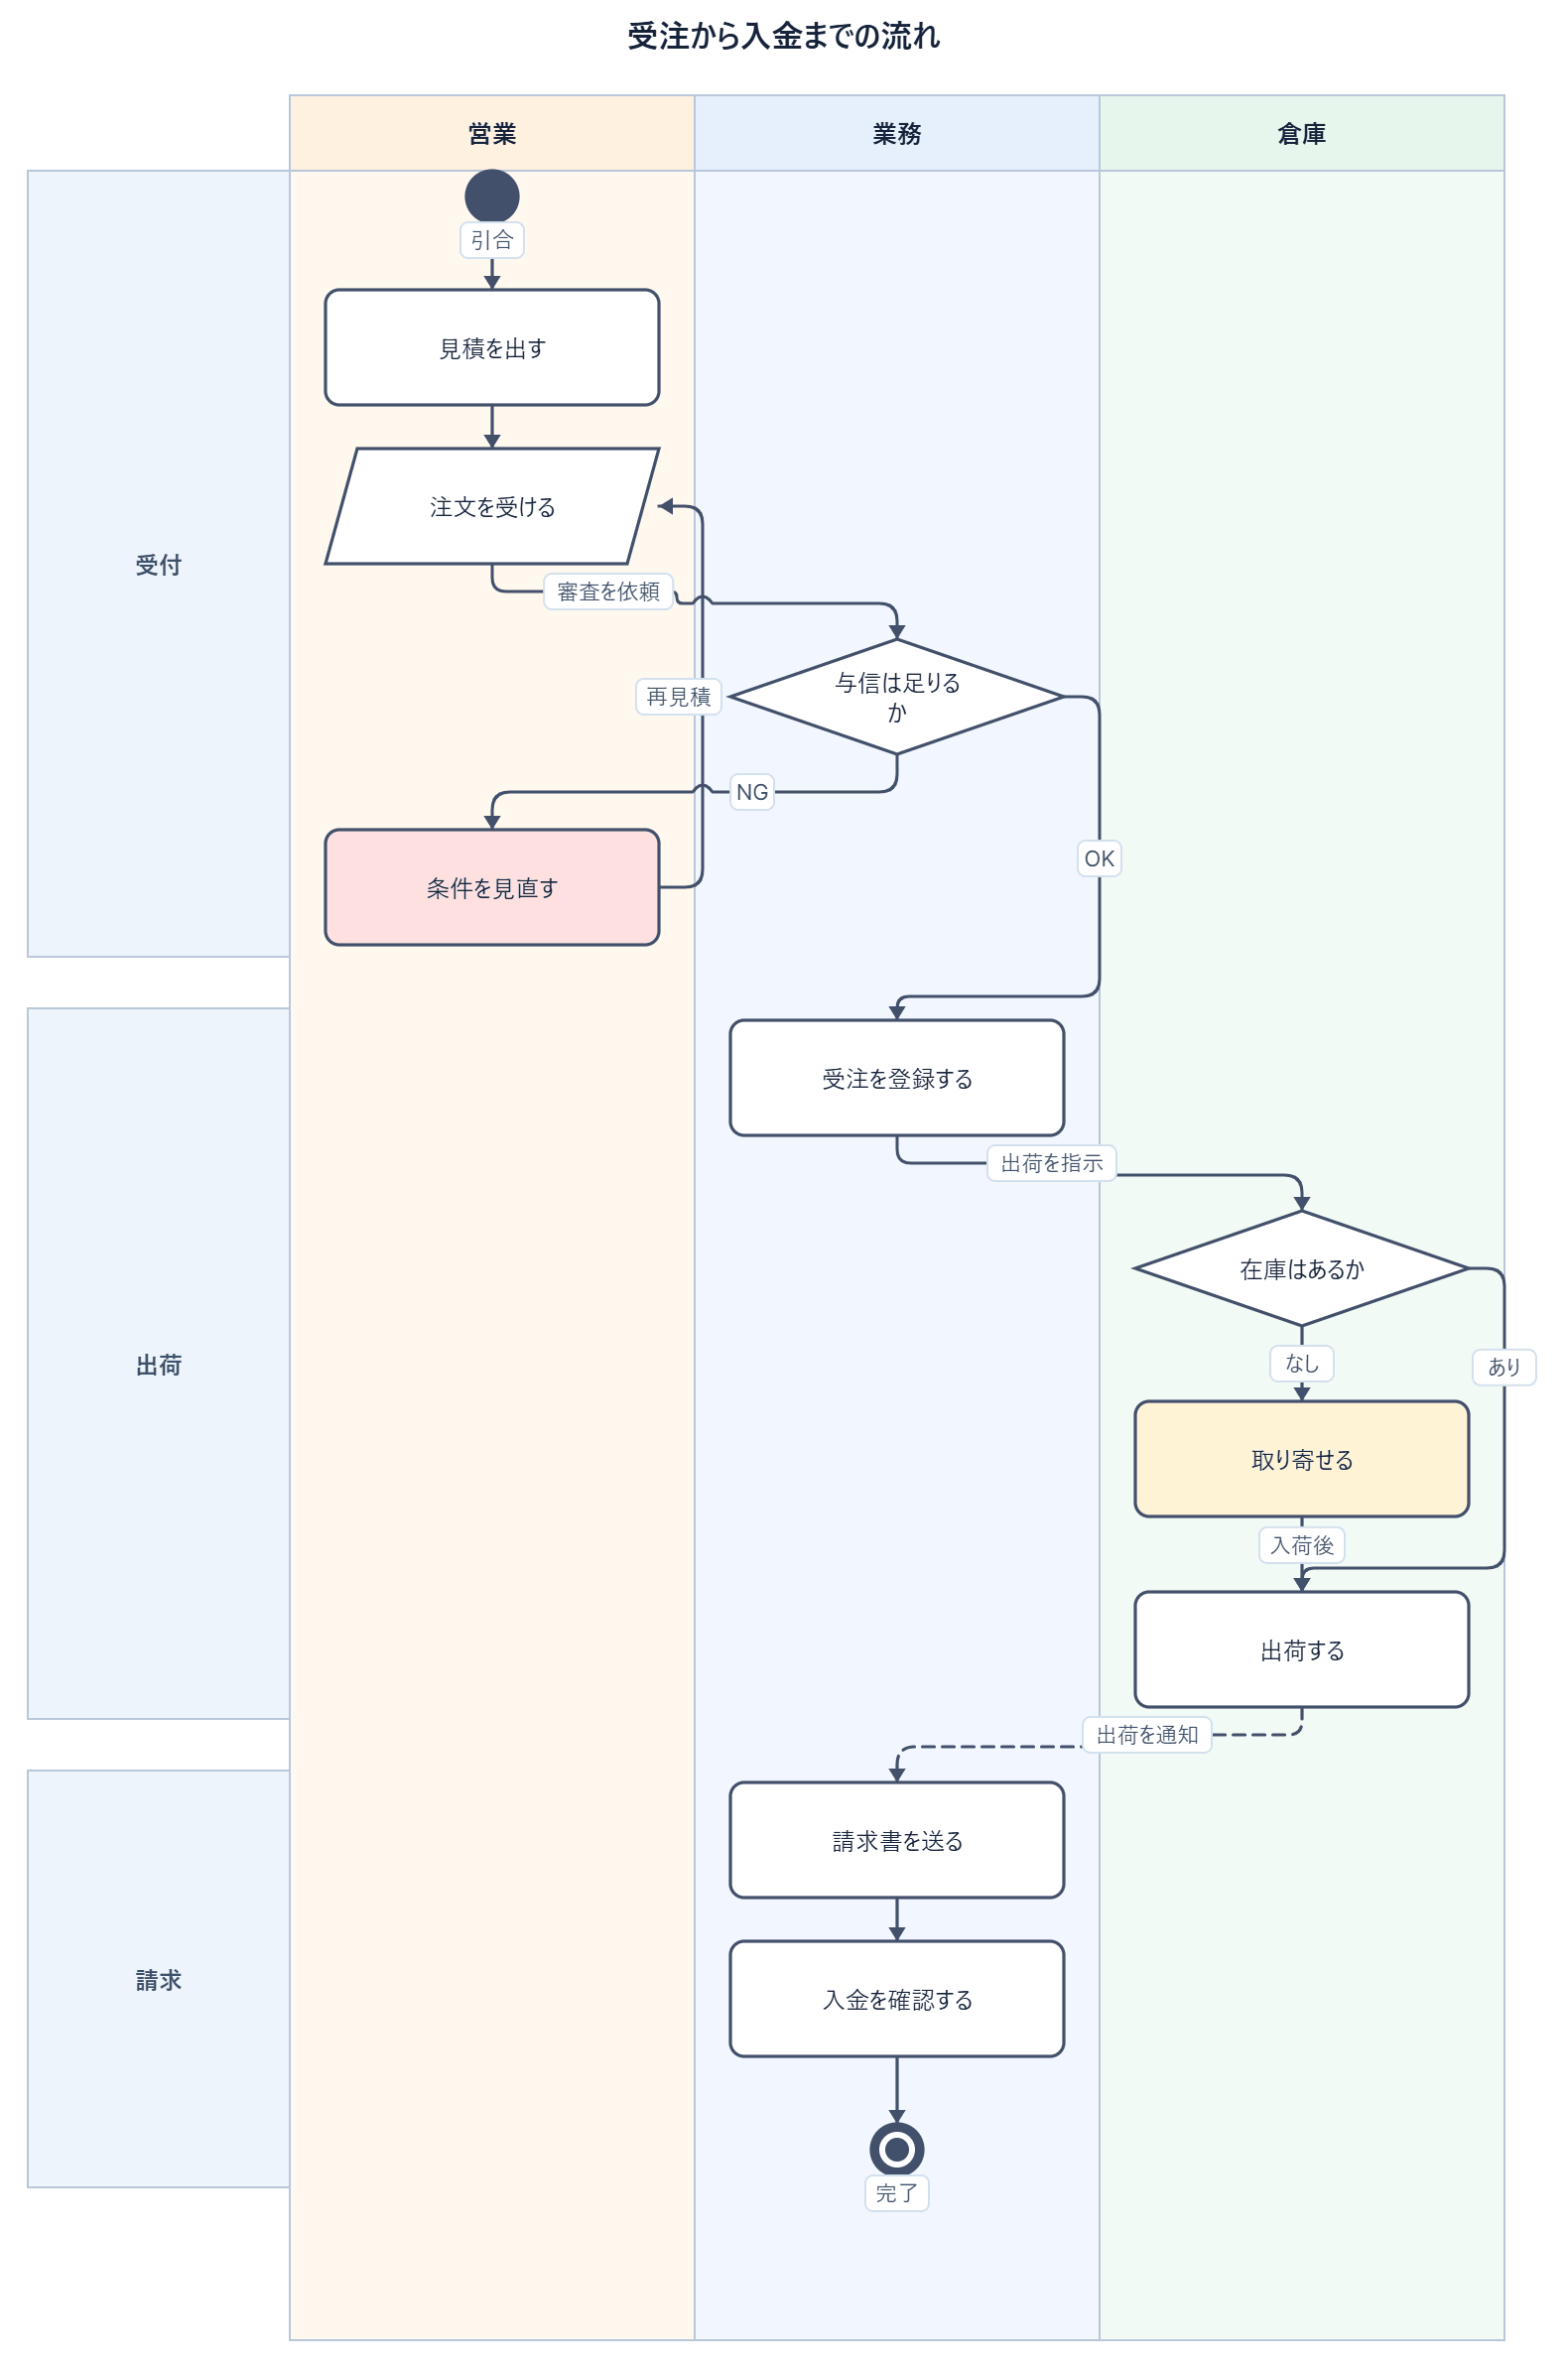 受注から入金までの流れ
営業
業務
倉庫
受付
引合
見積を出す
注文を受ける
審査を依頼
与信は足りる
か
再見積
NG
OK
条件を見直す
出荷
受注を登録する
出荷を指示
在庫はあるか
なし
あり
取り寄せる
入荷後
出荷する
出荷を通知
請求
請求書を送る
入金を確認する
完了